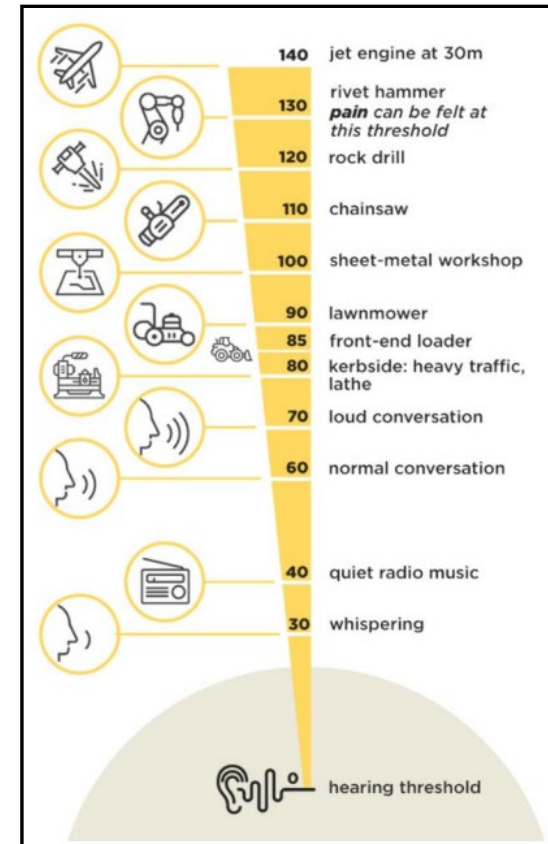 140 jet engine at 30m
130 rivet hammer
pain can be felt at
this threshold
120 rock drill
110 chainsaw
100 sheet-metal workshop
90 lawnmower
85 front-end loader
80 kerbside: heavy traffic,
lathe
70 loud conversation
60 normal conversation
40 quiet radio music
30 whispering
0 hearing threshold